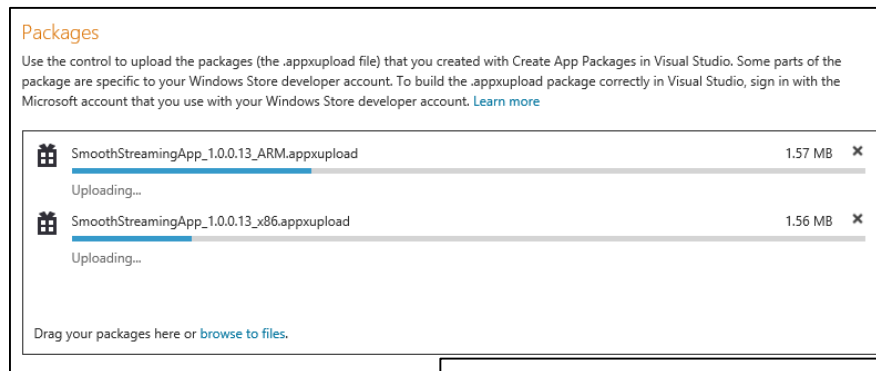 Packages
Use the control to upload the packages (the .appxupload file) that you created with Create App Packages in Visual Studio. Some parts of the
package are specific to your Windows Store developer account. To build the .appxupload package correctly in Visual Studio, sign in with the
Microsoft account that you use with your Windows Store developer account. Learn more
SmoothStreamingApp_1.0.0.13_ARM.appxupload 1.57 MB
Uploading...
SmoothStreamingApp_1.0.0.13_x86.appxupload 1.56 MB
Uploading...
Drag your packages here or browse to files.